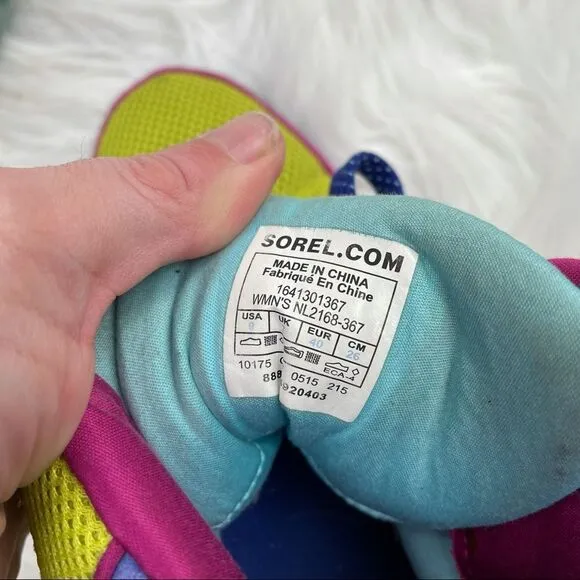 SOREL.COM
MADE IN CHINA
Fabriqué En Chine
1641301367
WMN'S NL2168-367
USA UK EUR CM
9 40 26
ECA-4
10175 0515 215
20403